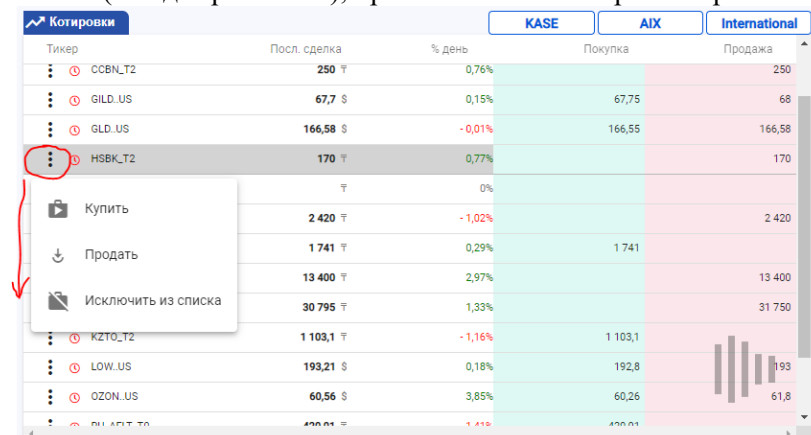 Котировки KASE AIX International
Тикер Посл. сделка % день Покупка Продажа
CCBN_T2 250 ₸ 0,76% 250
GILD..US 67,7 $ 0,15% 67,75 68
GLD..US 166,58 $ - 0,01% 166,55 166,58
HSBK_T2 170 ₸ 0,77% 170
₸ 0%
Купить
2 420 ₸ - 1,02% 2 420
Продать
1 741 ₸ 0,29% 1 741
13 400 ₸ 2,97% 13 400
Исключить из списка
30 795 ₸ 1,33% 31 750
KZTO_T2 1 103,1 ₸ - 1,16% 1 103,1
LOW..US 193,21 $ 0,18% 192,8 193
OZON..US 60,56 $ 3,85% 60,26 61,8